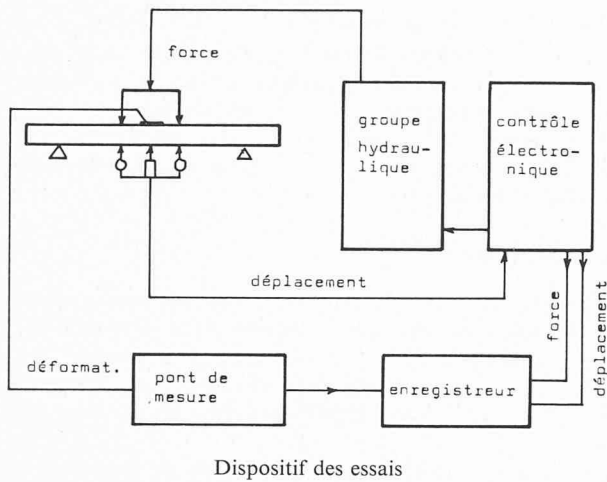 force
groupe
hydrau-
lique
contrôle
électro-
nique
déplacement
force
déplacement
déformat.
pont de
mesure
enregistreur
Dispositif des essais